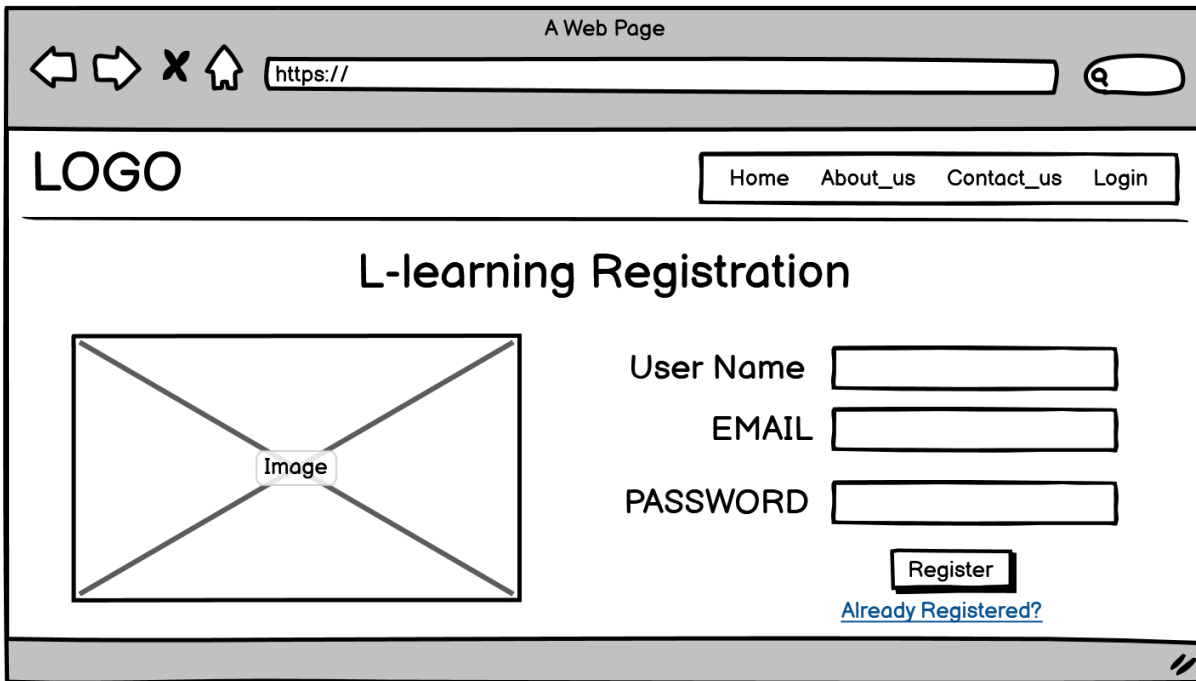 A Web Page
https://
LOGO
Home About_us Contact_us Login
L-learning Registration
Image
User Name
EMAIL
PASSWORD
Register
Already Registered?